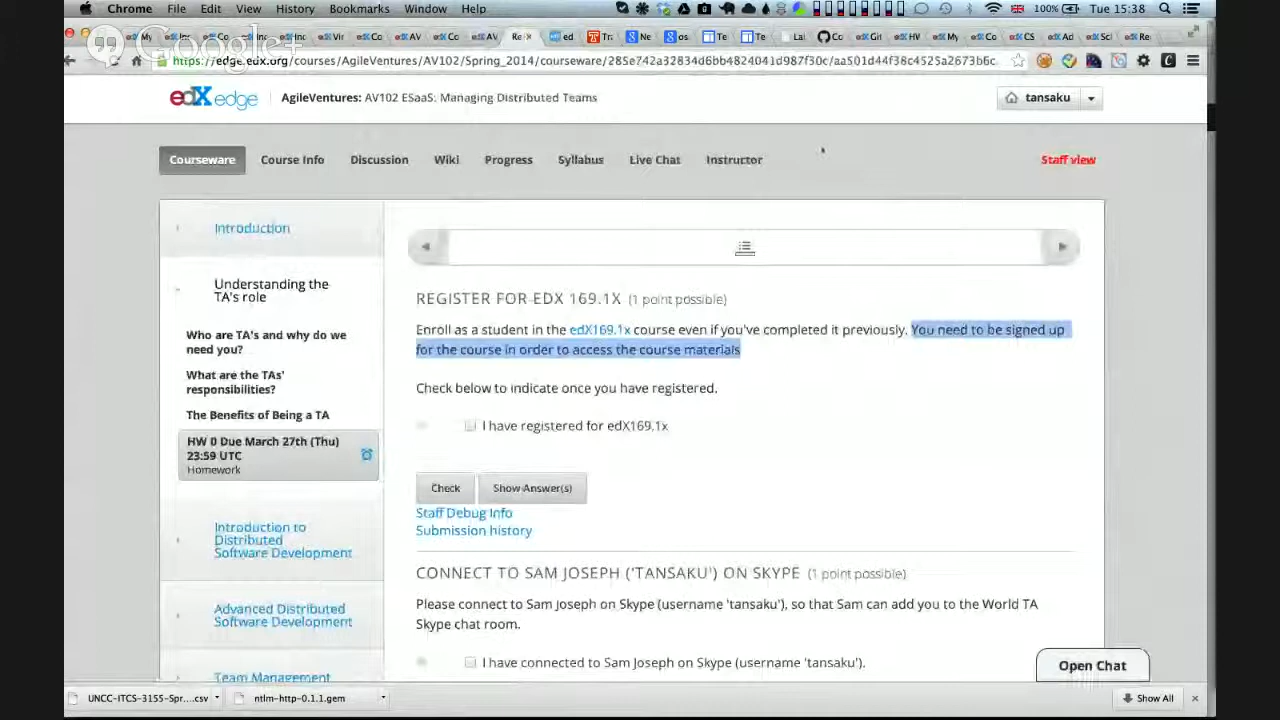 Chrome File Edit View History Bookmarks Window Help 100% Tue 15:38
Google+
https://edge.edx.org/courses/AgileVentures/AV102/Spring_2014/courseware/285e742a32834d6bb4824041d987f30c/aa501d44f38c4525a2673b6c
edX edge AgileVentures: AV102 ESaaS: Managing Distributed Teams tansaku
Courseware Course Info Discussion Wiki Progress Syllabus Live Chat Instructor Staff view
Introduction
Understanding the
TA's role
Who are TA's and why do we
need you?
What are the TAs'
responsibilities?
The Benefits of Being a TA
HW 0 Due March 27th (Thu)
23:59 UTC
Homework
Introduction to
Distributed
Software Development
Advanced Distributed
Software Development
Team Management
REGISTER FOR EDX 169.1X (1 point possible)
Enroll as a student in the edX169.1x course even if you've completed it previously. You need to be signed up
for the course in order to access the course materials
Check below to indicate once you have registered.
I have registered for edX169.1x
Check Show Answer(s)
Staff Debug Info
Submission history
CONNECT TO SAM JOSEPH ('TANSAKU') ON SKYPE (1 point possible)
Please connect to Sam Joseph on Skype (username 'tansaku'), so that Sam can add you to the World TA
Skype chat room.
I have connected to Sam Joseph on Skype (username 'tansaku').
Open Chat
UNCC-ITCS-3155-Spr....csv ntlm-http-0.1.1.gem Show All